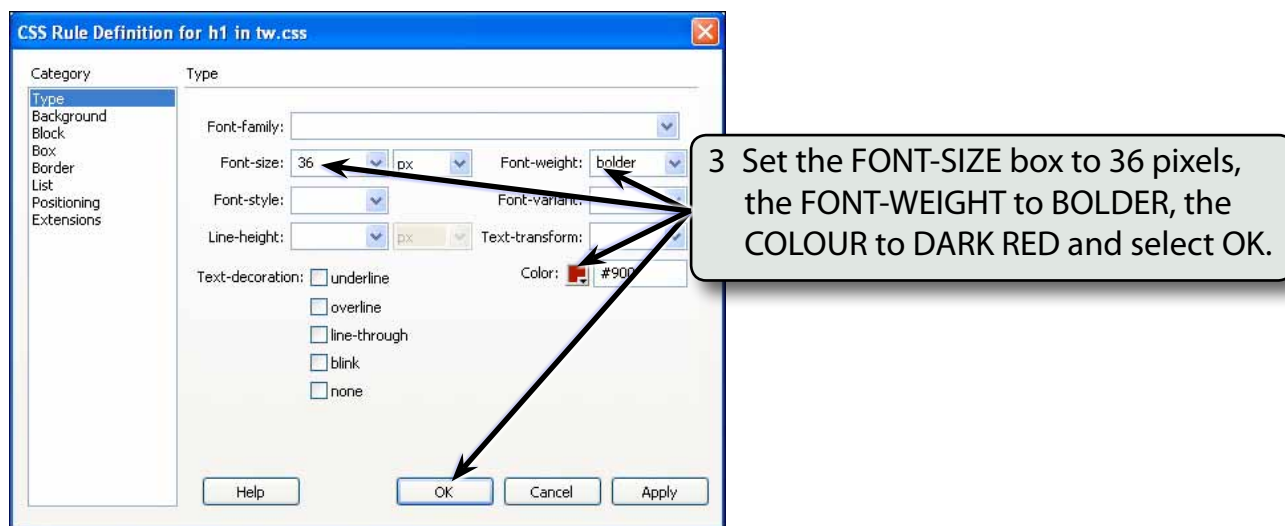 CSS Rule Definition for h1 in tw.css
Category
Type
Type
Background
Block
Box
Border
List
Positioning
Extensions
Font-family:
Font-size: 36 px Font-weight: bolder
Font-style: Font-variant:
Line-height: px Text-transform:
Text-decoration: underline Color: #900
overline
line-through
blink
none
Help OK Cancel Apply
3 Set the FONT-SIZE box to 36 pixels,
the FONT-WEIGHT to BOLDER, the
COLOUR to DARK RED and select OK.